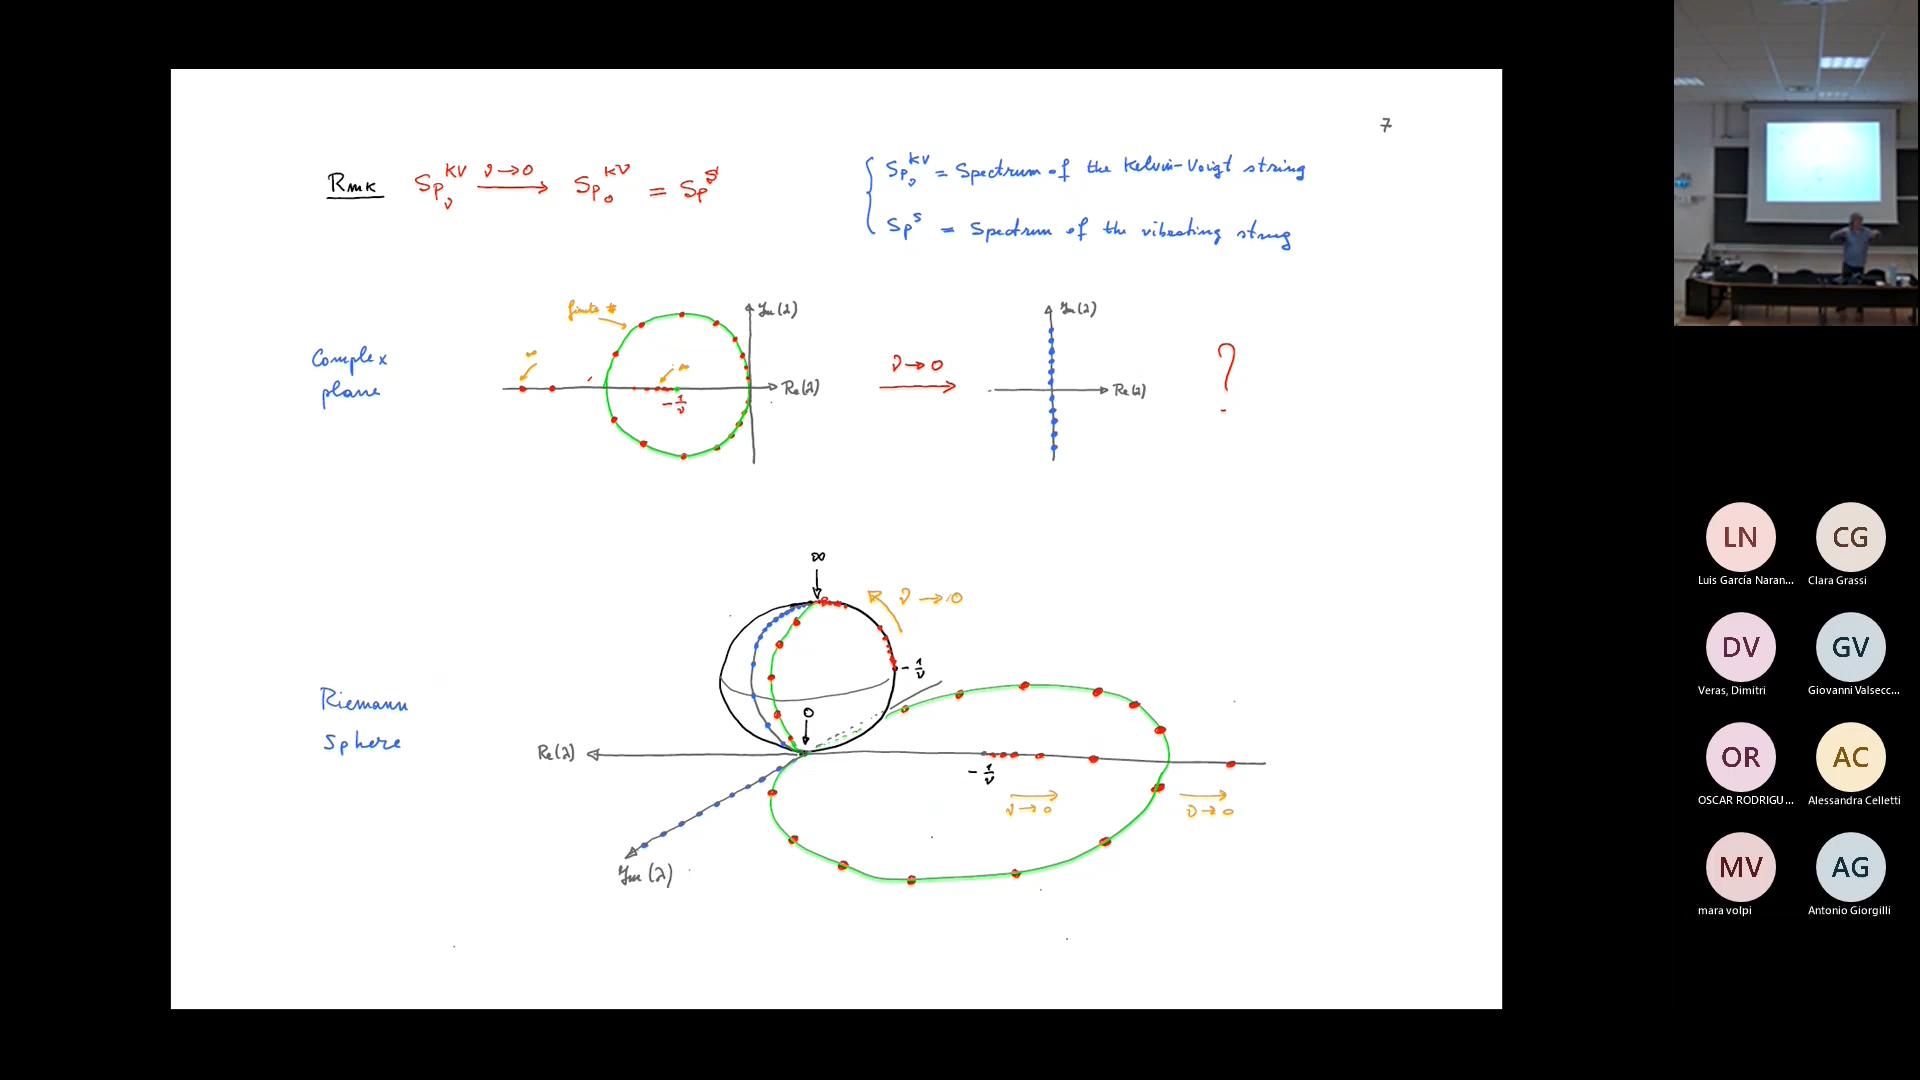 7
Rmk Sp_ν^KV ν→0 Sp_0^KV = Sp^S
Sp_ν^KV = Spectrum of the Kelvin-Voigt string
Sp^S = Spectrum of the vibrating string
finite #
Im(λ)
Im(λ)
Complex
plane
∞
∞
Re(λ)
-1/ν
ν→0
Re(λ)
?
∞
ν→0
-1/ν
Riemann
Sphere
0
Re(λ)
-1/ν
ν→0
ν→0
Im(λ)
LN
CG
Luis García Naran...
Clara Grassi
DV
GV
Veras, Dimitri
Giovanni Valsecc...
OR
AC
OSCAR RODRIGU...
Alessandra Celletti
MV
AG
mara volpi
Antonio Giorgilli